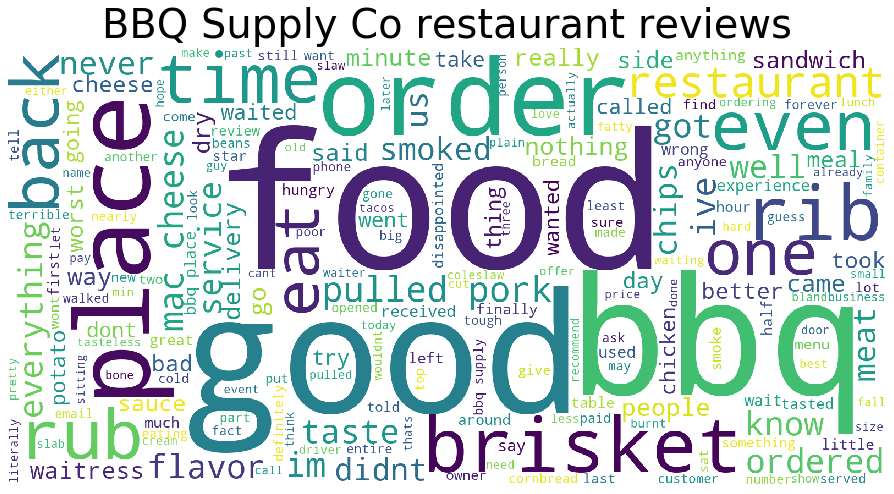 BBQ Supply Co restaurant reviews
never
make
past
still
want
minute
take
really
side
anything
sandwich
cheese
time
slaw
order
later
person
actually
restaurant
either
back
tell
going
place
come
hope
waited
us
love
called
find
ordering
forever
lunch
container
another
review
beans
dry
said
smoked
plain
fatty
nothing
got
wrong
anyone
even
name
worst
star
guy
old
phone
bread
well
meal
already
family
terrible
nearly
mac cheese
bbq place
look
service
delivery
hungry
eat
food
poor
gone
tacos
went
big
disappointed
thing
three
wanted
least
sure
made
chips
ive
experience
hour
guess
rib
small
everything
way
first
let
pay
new
two
walked
min
cant
go
waiter
coleslaw
cut
offer
hard
waiting
one
took
wont
dont
tasteless
great
pulled pork
opened
received
finally
tough
price
day
done
better
came
lot
bland
business
potato
sitting
bad
cold
put
today
good
try
pulled
left
wouldnt
recommend
bbq
ask
used
may
smoke
chicken
half
door
menu
best
meat
pretty
bone
sauce
event
part
fact
top
bbq supply
give
less
table
paid
burnt
people
wait
tasted
fall
literally
rub
email
slab
much
eating
cream
definitely
think
told
taste
thats
around
brisket
say
something
know
little
size
waitress
flavor
call
im
driver
entire
didnt
owner
need
cornbread
last
sat
customer
ordered
number
show
served